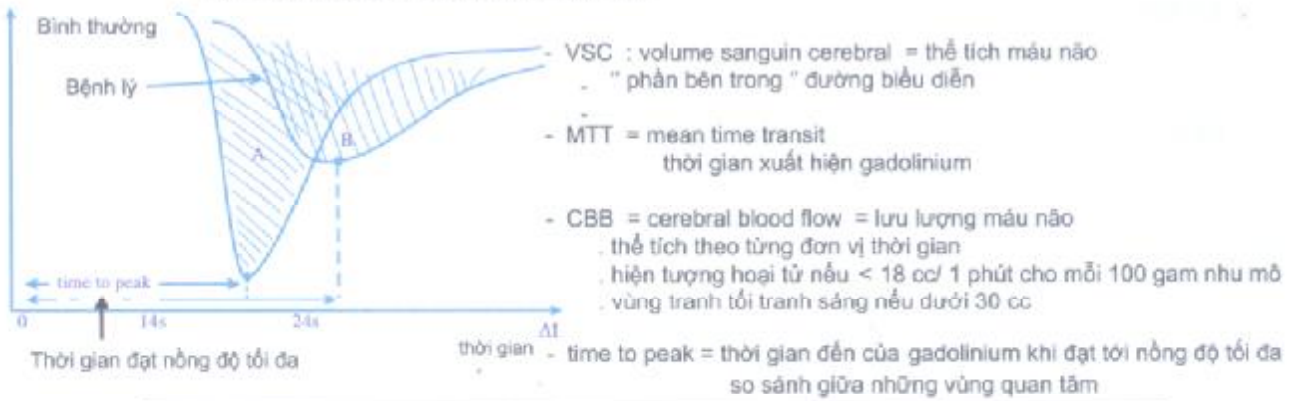 Bình thường
Bệnh lý
A.
B.
time to peak
0
14s
24s
Thời gian đạt nồng độ tối đa
thời gian
- VSC : volume sanguin cerebral = thể tích máu não
" phần bên trong " đường biểu diễn
- MTT = mean time transit
thời gian xuất hiện gadolinium
- CBB = cerebral blood flow = lưu lượng máu não
. thể tích theo từng đơn vị thời gian
. hiện tượng hoại tử nếu < 18 cc/ 1 phút cho mỗi 100 gam nhu mô
. vùng tranh tối tranh sáng nếu dưới 30 cc
- time to peak = thời gian đến của gadolinium khi đạt tới nồng độ tối đa
so sánh giữa những vùng quan tâm